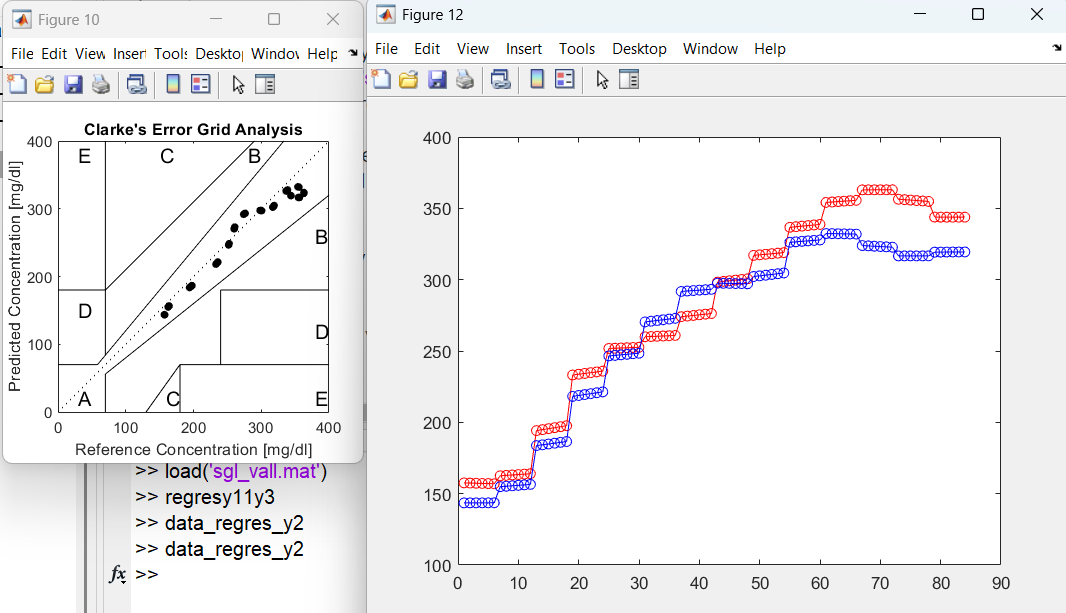 Figure 10
File Edit View Insert Tools Desktop Window Help
Clarke's Error Grid Analysis
Predicted Concentration [mg/dl]
400
300
200
100
0
E
C
B
B
D
D
A
C
E
0 100 200 300 400
Reference Concentration [mg/dl]
>> load('sgl_vall.mat')
>> regresy11y3
>> data_regres_y2
>> data_regres_y2
fx >>
Figure 12
File Edit View Insert Tools Desktop Window Help
400
350
300
250
200
150
100
0 10 20 30 40 50 60 70 80 90